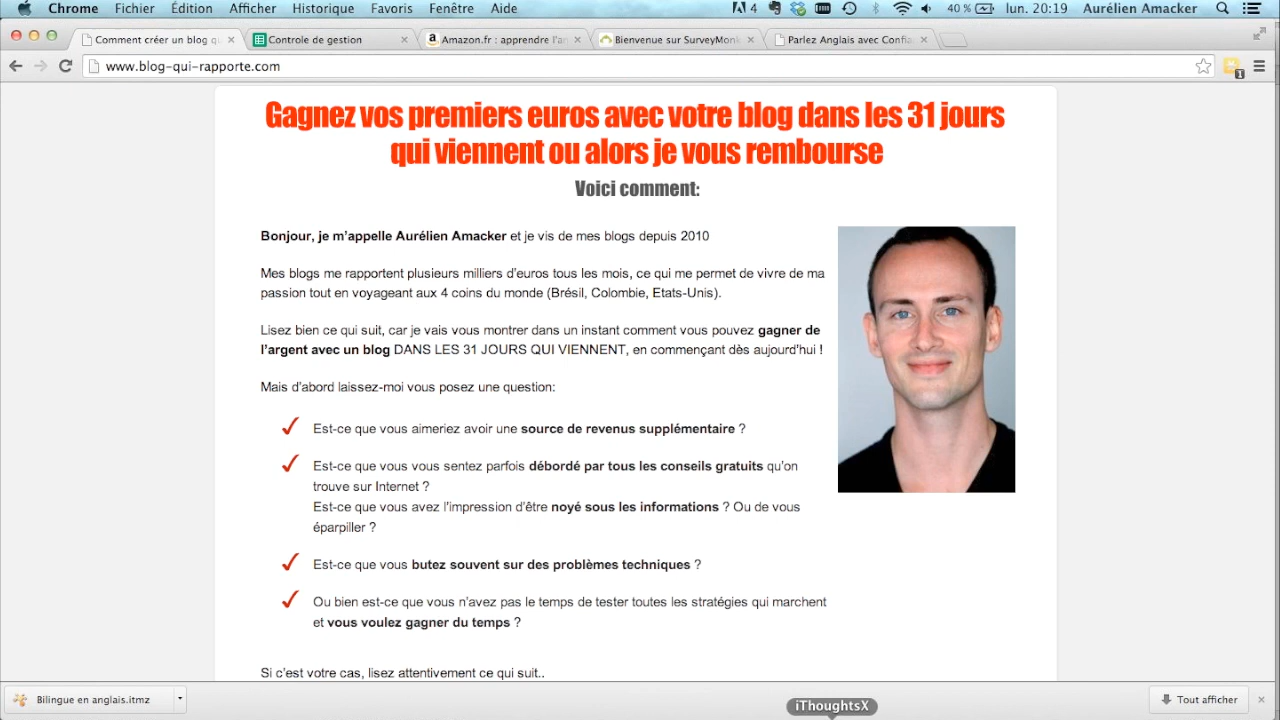 Chrome Fichier Édition Afficher Historique Favoris Fenêtre Aide 4 40 % lun. 20:19 Aurélien Amacker
Comment créer un blog qu Controle de gestion Amazon.fr : apprendre l'an Bienvenue sur SurveyMonk Parlez Anglais avec Confia
www.blog-qui-rapporte.com 1
Gagnez vos premiers euros avec votre blog dans les 31 jours
qui viennent ou alors je vous rembourse
Voici comment:
Bonjour, je m'appelle Aurélien Amacker et je vis de mes blogs depuis 2010
Mes blogs me rapportent plusieurs milliers d'euros tous les mois, ce qui me permet de vivre de ma
passion tout en voyageant aux 4 coins du monde (Brésil, Colombie, Etats-Unis).
Lisez bien ce qui suit, car je vais vous montrer dans un instant comment vous pouvez gagner de
l'argent avec un blog DANS LES 31 JOURS QUI VIENNENT, en commençant dès aujourd'hui !
Mais d'abord laissez-moi vous posez une question:
Est-ce que vous aimeriez avoir une source de revenus supplémentaire ?
Est-ce que vous vous sentez parfois débordé par tous les conseils gratuits qu'on
trouve sur Internet ?
Est-ce que vous avez l'impression d'être noyé sous les informations ? Ou de vous
éparpiller ?
Est-ce que vous butez souvent sur des problèmes techniques ?
Ou bien est-ce que vous n'avez pas le temps de tester toutes les stratégies qui marchent
et vous voulez gagner du temps ?
Si c'est votre cas, lisez attentivement ce qui suit..
Bilingue en anglais.itmz iThoughtsX Tout afficher